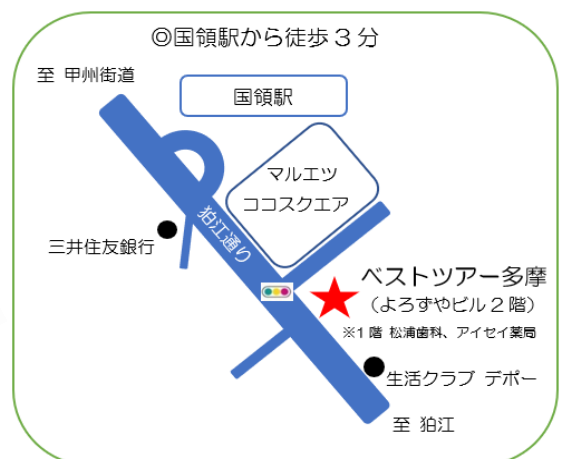 ◎国領駅から徒歩3分
至 甲州街道
国領駅
マルエツ
ココスクエア
狛江通り
三井住友銀行
ベストツアー多摩
（よろずやビル2階）
※1階 松浦歯科、アイセイ薬局
生活クラブ デポー
至 狛江